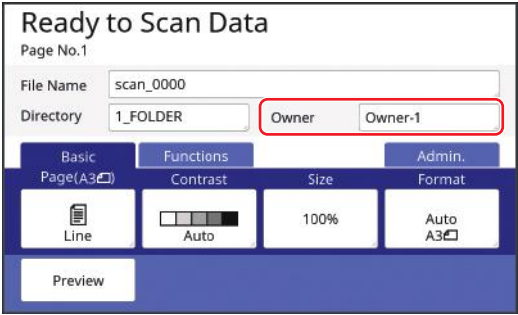 Ready to Scan Data
Page No.1
File Name scan_0000
Directory 1_FOLDER Owner Owner-1
Basic Functions Admin.
Page(A3) Contrast Size Format
Line Auto 100% Auto
A3
Preview